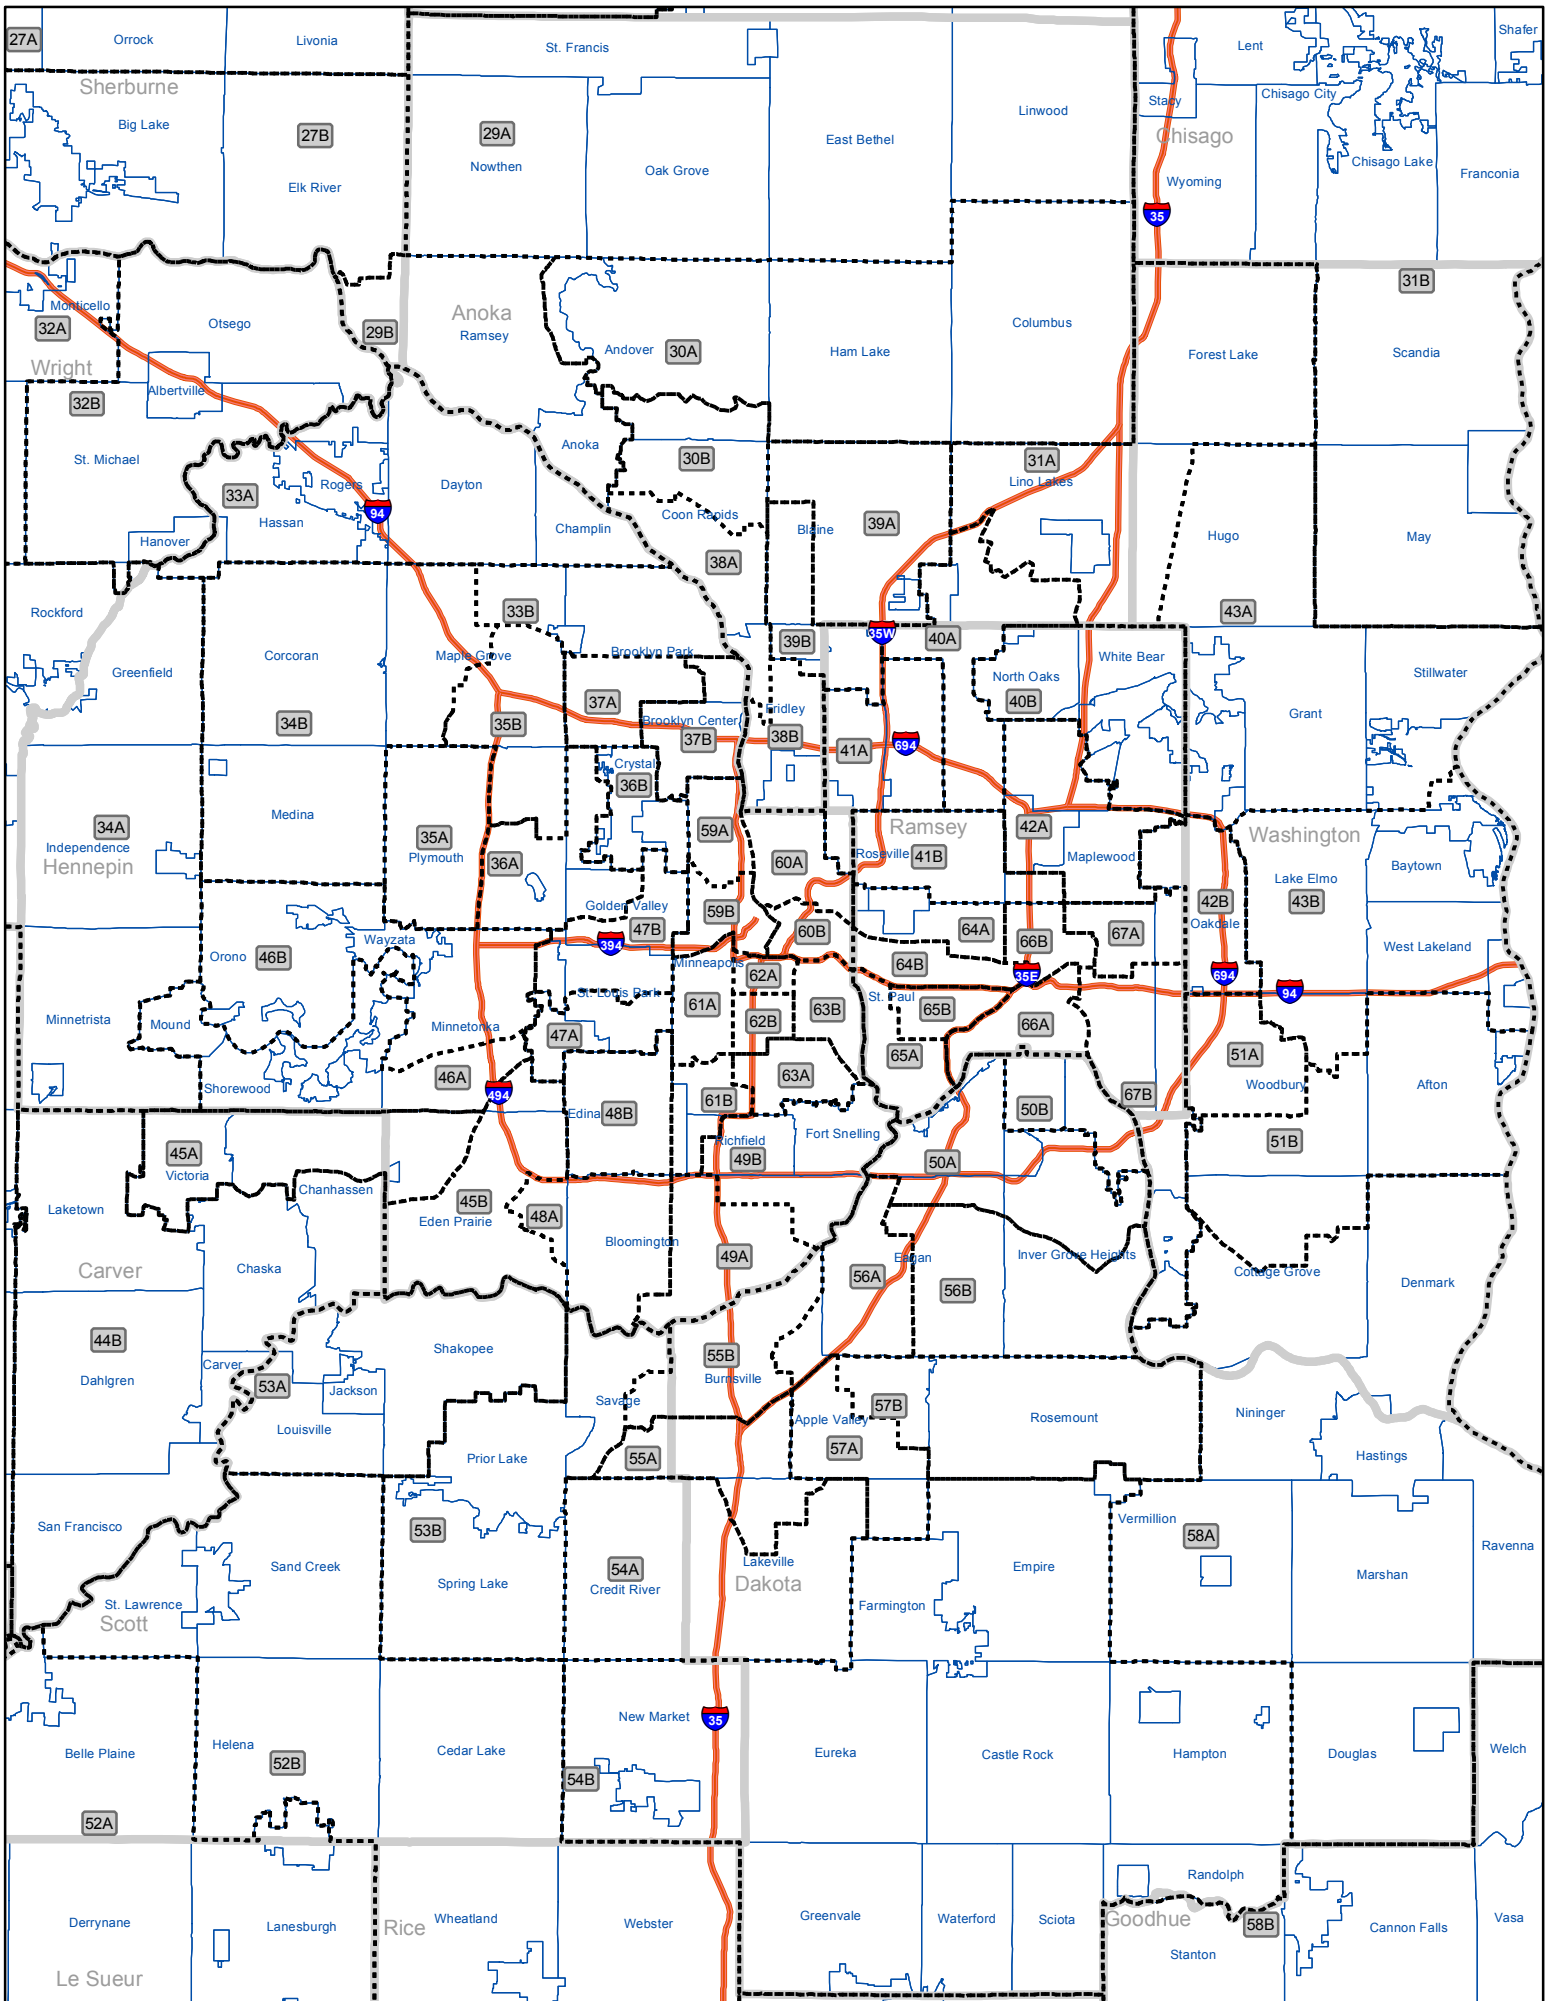 27A
Orrock
Livonia
St. Francis
Lent
Shafer
Sherburne
Big Lake
27B
29A
Nowthen
Elk River
Oak Grove
East Bethel
Linwood
Stacy
Chisago City
Chisago
Chisago Lake
Wyoming
Franconia
35
Monticello
32A
Otsego
29B
Anoka
Ramsey
Andover
30A
Ham Lake
Columbus
31B
Forest Lake
Scandia
Wright
32B
Albertville
St. Michael
Anoka
30B
31A
Lino Lakes
33A
Rogers
Dayton
94
Hassan
Hanover
Champlin
Coon Rapids
38A
Blaine
39A
Hugo
May
Rockford
33B
43A
35W
40A
39B
Greenfield
Corcoran
Maple Grove
Brooklyn Park
North Oaks
White Bear
Stillwater
34B
35B
37A
Brooklyn Center
37B
Fridley
38B
41A
694
40B
Grant
Crystal
36B
34A
Independence
Hennepin
Medina
35A
Plymouth
36A
59A
60A
Ramsey
Roseville
41B
42A
Maplewood
Washington
Baytown
Lake Elmo
43B
42B
Oakdale
Golden Valley
47B
59B
60B
64A
66B
67A
West Lakeland
Wayzata
Orono
46B
394
Minneapolis
62A
64B
35E
694
94
St. Louis Park
61A
63B
St. Paul
65B
Minnetrista
Mound
Minnetonka
47A
62B
66A
65A
51A
Woodbury
Afton
Shorewood
46A
494
63A
61B
67B
Edina
48B
50B
Fort Snelling
Richfield
49B
50A
51B
45A
Victoria
Chanhassen
Laketown
45B
Eden Prairie
48A
Bloomington
49A
Eagan
56A
56B
Inver Grove Heights
Cottage Grove
Denmark
Carver
Chaska
44B
Dahlgren
Carver
53A
Jackson
Louisville
Shakopee
55B
Burnsville
Savage
57B
Apple Valley
57A
Rosemount
Nininger
Hastings
Prior Lake
55A
San Francisco
53B
Sand Creek
Spring Lake
54A
Credit River
Lakeville
Dakota
Empire
Farmington
Vermillion
58A
Marshan
Ravenna
St. Lawrence
Scott
New Market
35
Belle Plaine
Helena
52B
Cedar Lake
54B
Eureka
Castle Rock
Hampton
Douglas
Welch
52A
Derrynane
Lanesburgh
Rice
Wheatland
Webster
Greenvale
Waterford
Sciota
Randolph
Goodhue
58B
Stanton
Cannon Falls
Vasa
Le Sueur